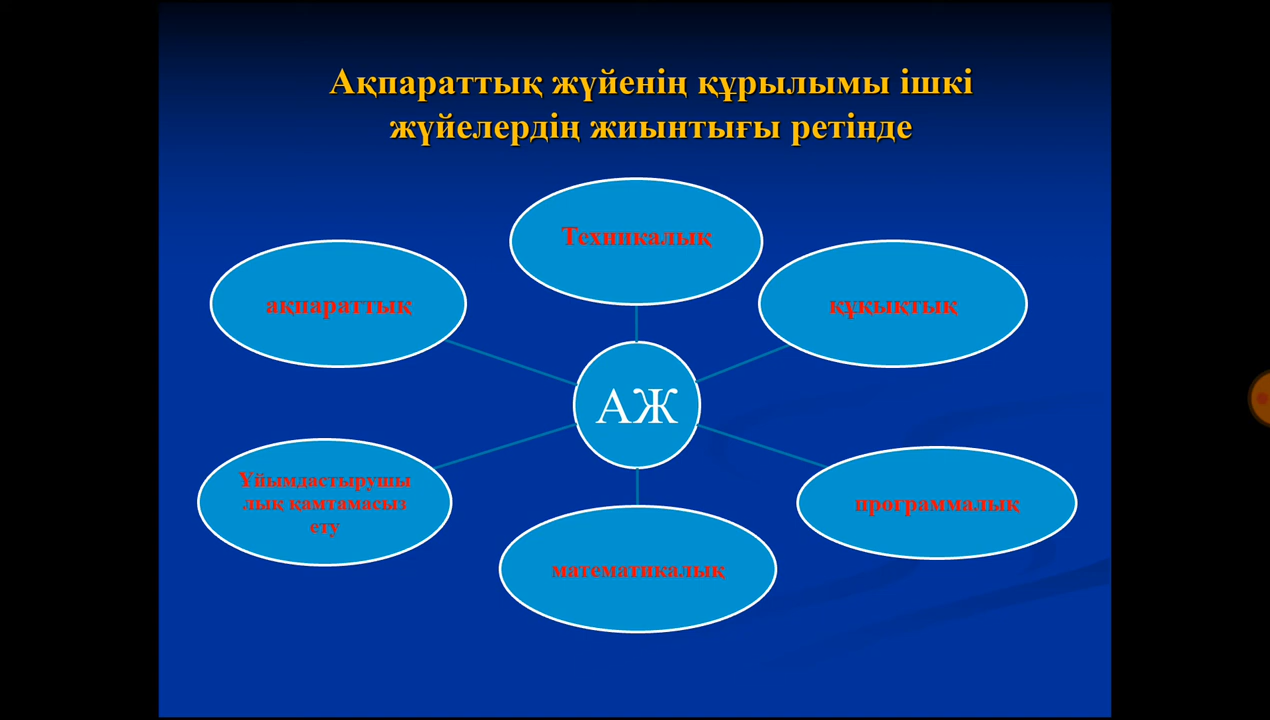 Ақпараттық жүйенің құрылымы ішкі
жүйелердің жиынтығы ретінде
Техникалық
ақпараттық
құқықтық
АЖ
Ұйымдастырушы
лық қамтамасыз
ету
программалық
математикалық